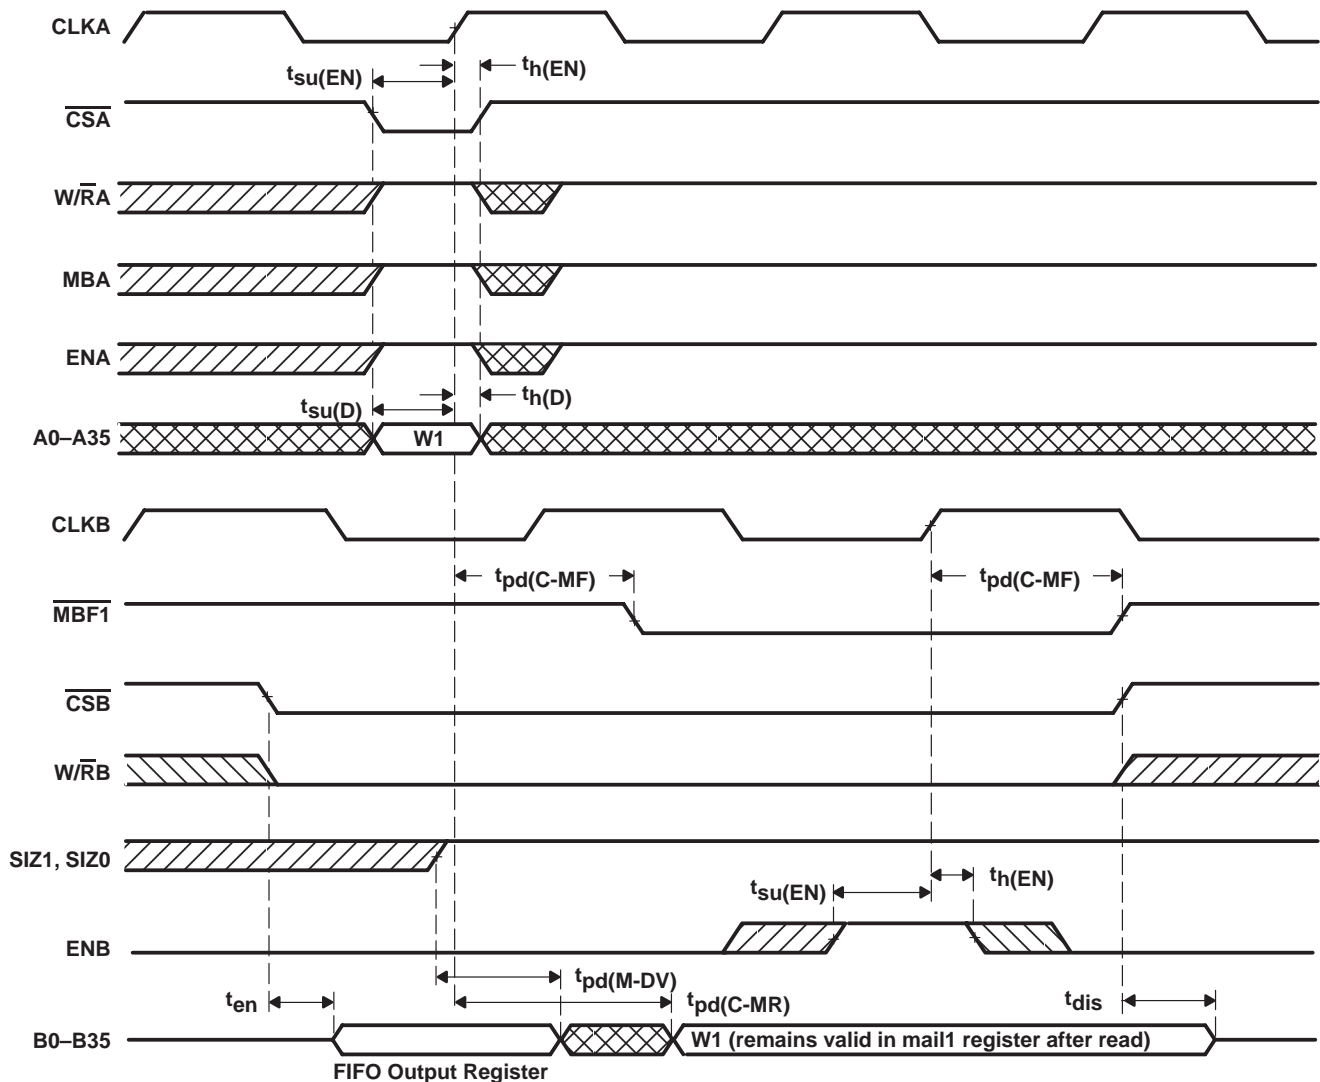 CLKA
tsu(EN)
th(EN)
CSA
W/RA
MBA
ENA
tsu(D)
th(D)
A0–A35
W1
CLKB
tpd(C-MF)
tpd(C-MF)
MBF1
CSB
W/RB
SIZ1, SIZ0
th(EN)
tsu(EN)
ENB
tpd(M-DV)
ten
tpd(C-MR)
tdis
B0–B35
W1 (remains valid in mail1 register after read)
FIFO Output Register